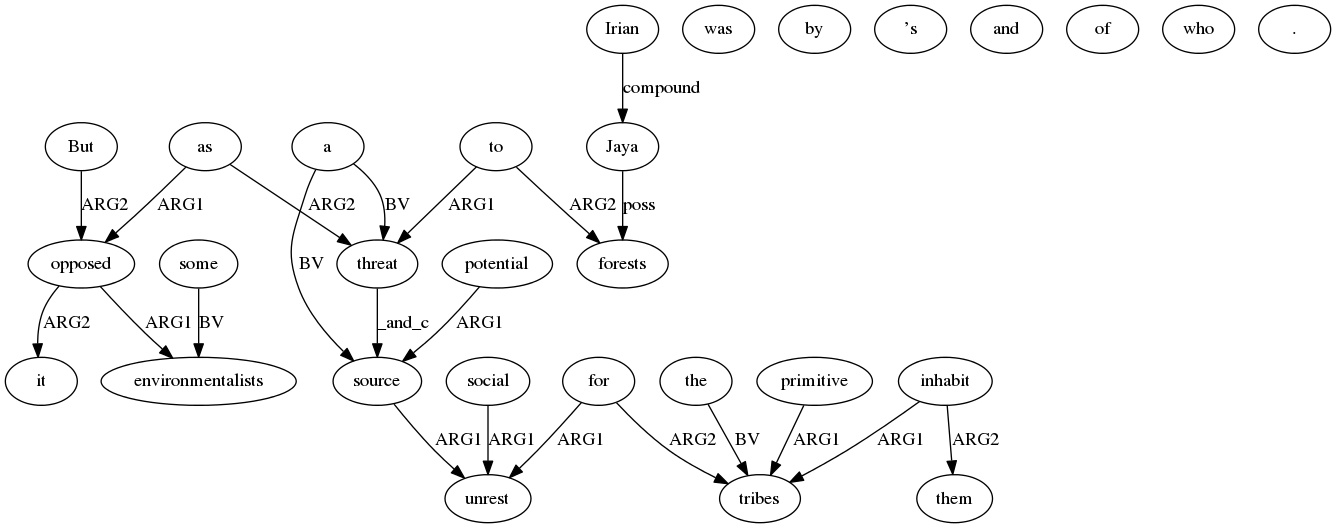 Irian was by 's and of who .
compound
But as a to Jaya
ARG2 ARG1 ARG2 BV ARG1 ARG2 poss
opposed some threat potential forests
BV
ARG2 ARG1 BV _and_c ARG1
it environmentalists source social for the primitive inhabit
ARG1 ARG1 ARG1 ARG2 BV ARG1 ARG1 ARG2
unrest tribes them